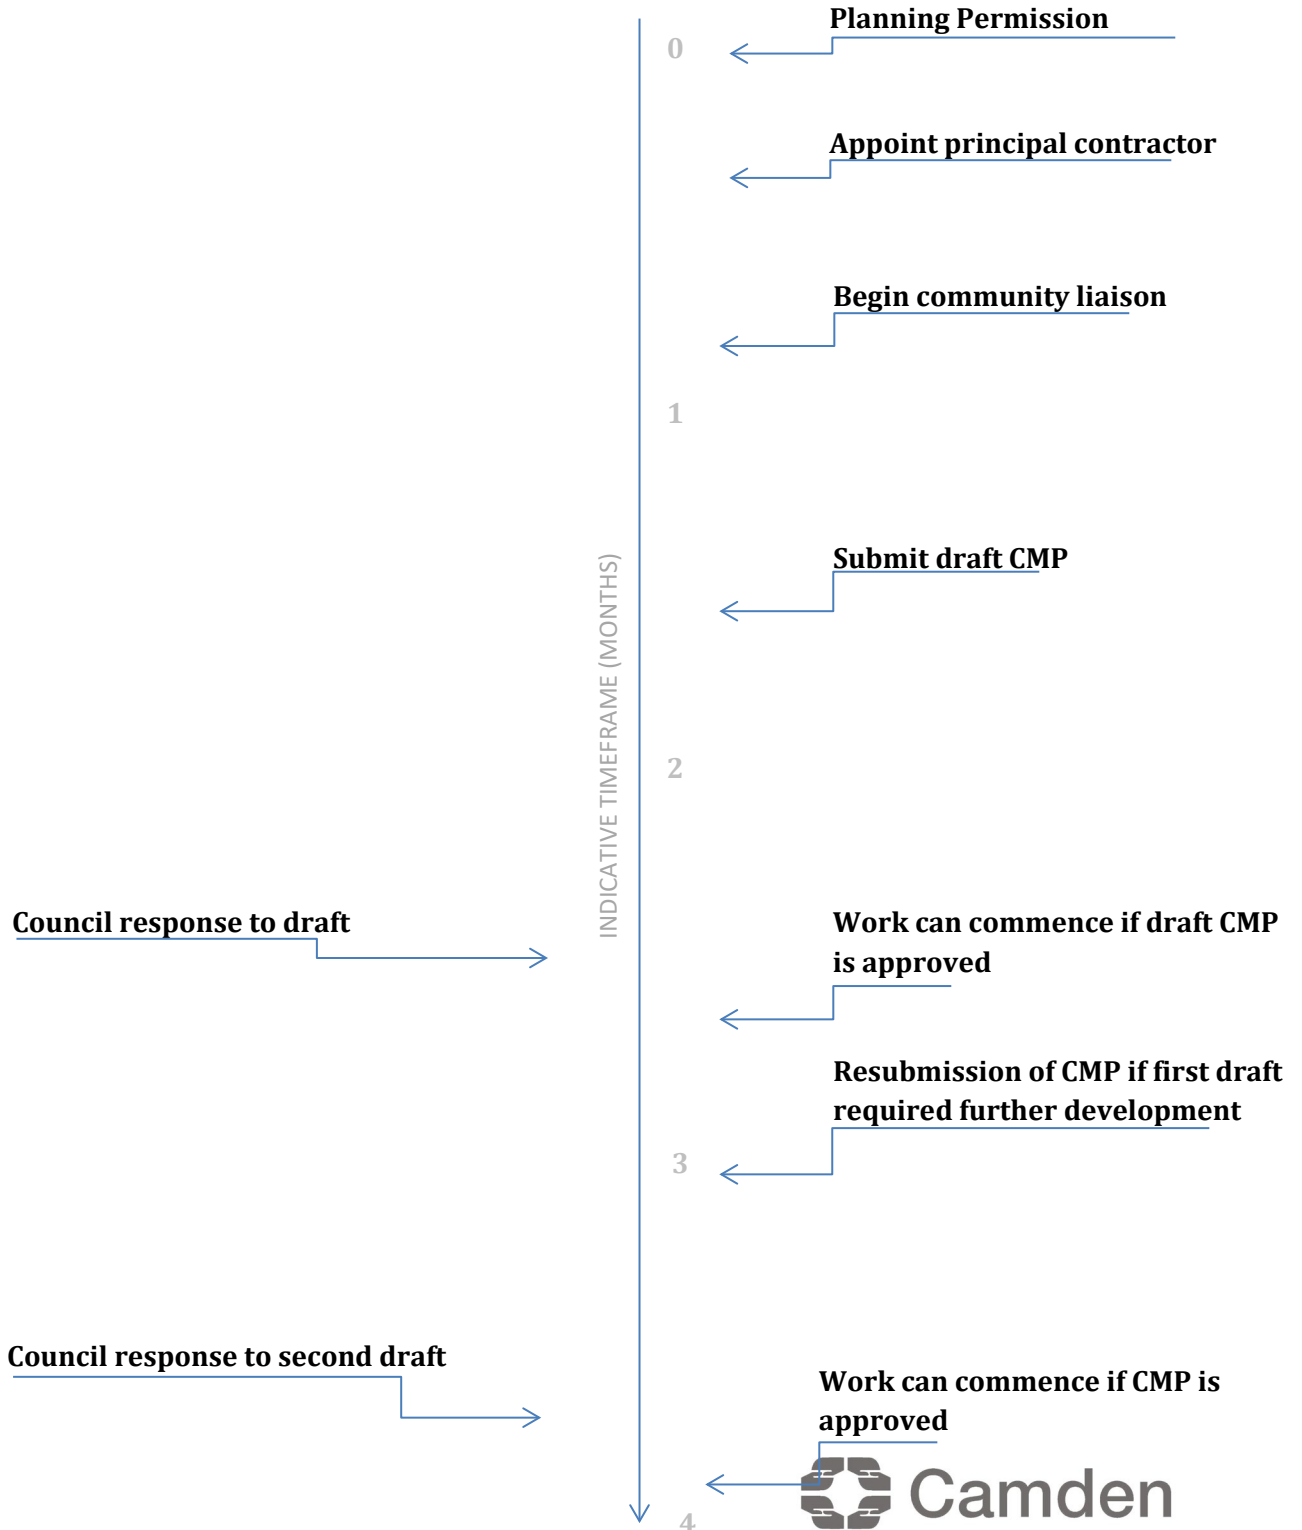 Planning Permission
0
Appoint principal contractor
Begin community liaison
1
Submit draft CMP
INDICATIVE TIMEFRAME (MONTHS)
2
Council response to draft
Work can commence if draft CMP
is approved
Resubmission of CMP if first draft
required further development
3
Council response to second draft
Work can commence if CMP is
approved
Camden
4